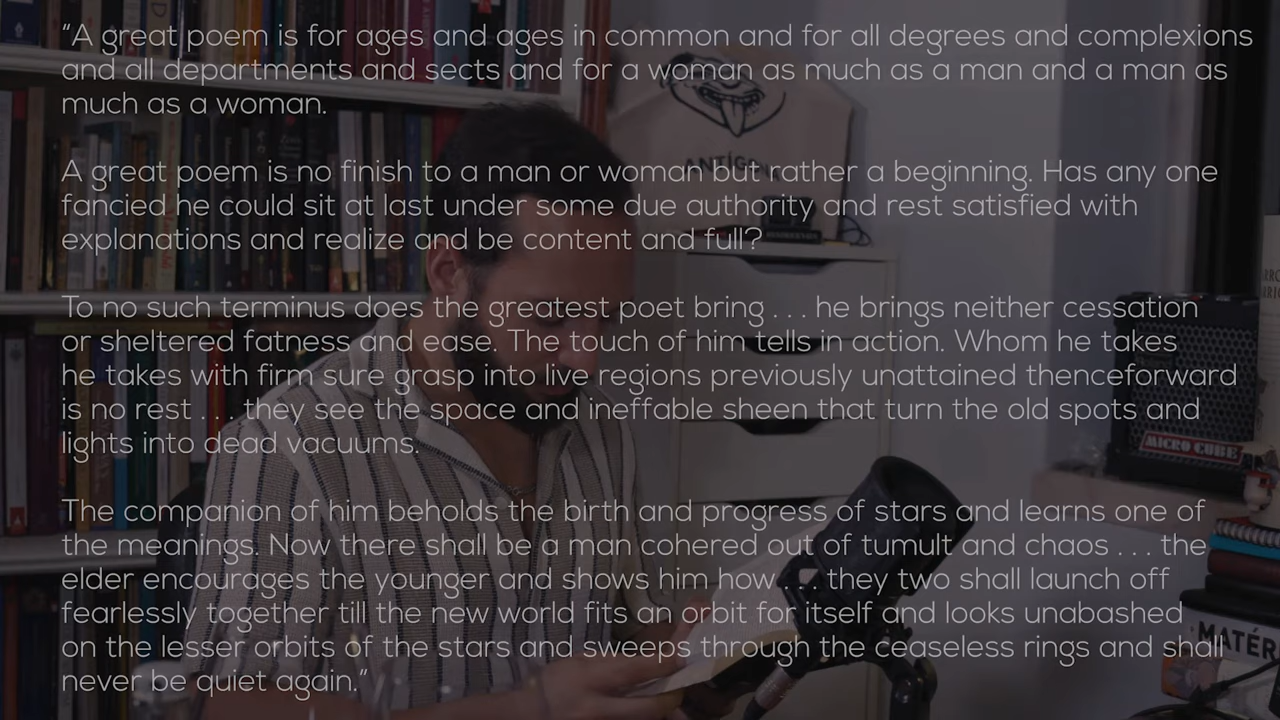 “A great poem is for ages and ages in common and for all degrees and complexions
and all departments and sects and for a woman as much as a man and a man as
much as a woman.
A great poem is no finish to a man or woman but rather a beginning. Has any one
fancied he could sit at last under some due authority and rest satisfied with
explanations and realize and be content and full?
To no such terminus does the greatest poet bring . . . he brings neither cessation
or sheltered fatness and ease. The touch of him tells in action. Whom he takes
he takes with firm sure grasp into live regions previously unattained thenceforward
is no rest . . . they see the space and ineffable sheen that turn the old spots and
lights into dead vacuums.
The companion of him beholds the birth and progress of stars and learns one of
the meanings. Now there shall be a man cohered out of tumult and chaos . . . the
elder encourages the younger and shows him how . . . they two shall launch off
fearlessly together till the new world fits an orbit for itself and looks unabashed
on the lesser orbits of the stars and sweeps through the ceaseless rings and shall
never be quiet again.”
MICRO CUBE